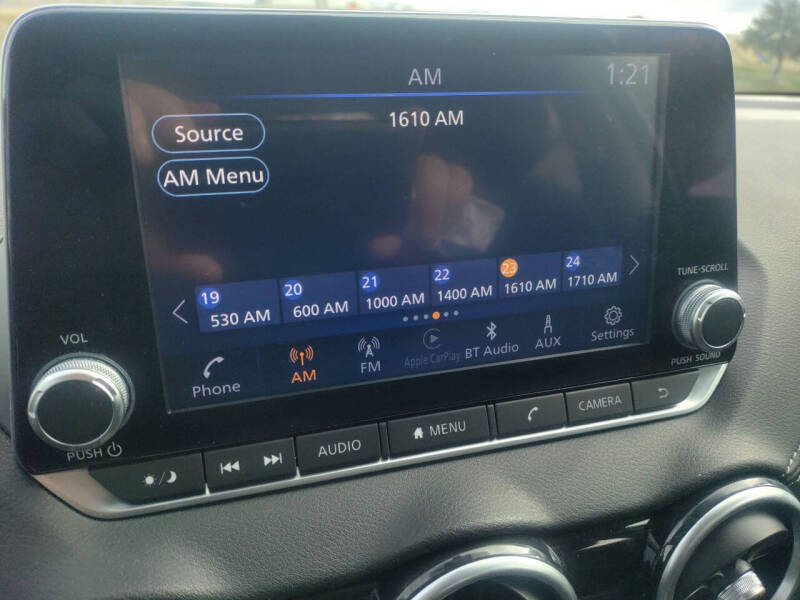 AM
1:21
1610 AM
Source
AM Menu
19 20 21 22 23 24
530 AM 600 AM 1000 AM 1400 AM 1610 AM 1710 AM
Phone AM FM Apple CarPlay BT Audio AUX Settings
VOL
PUSH
TUNE-SCROLL
PUSH SOUND
AUDIO MENU CAMERA